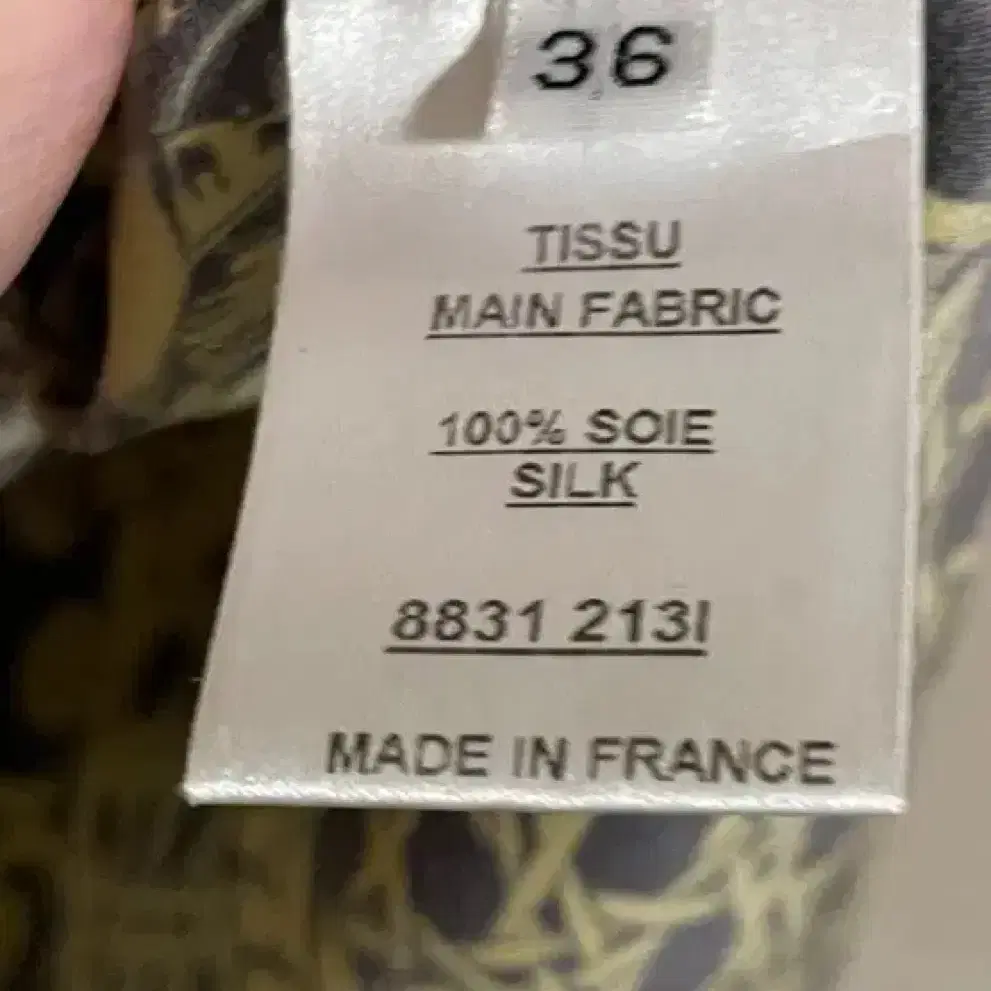 36
TISSU
MAIN FABRIC
100% SOIE
SILK
8831 213I
MADE IN FRANCE